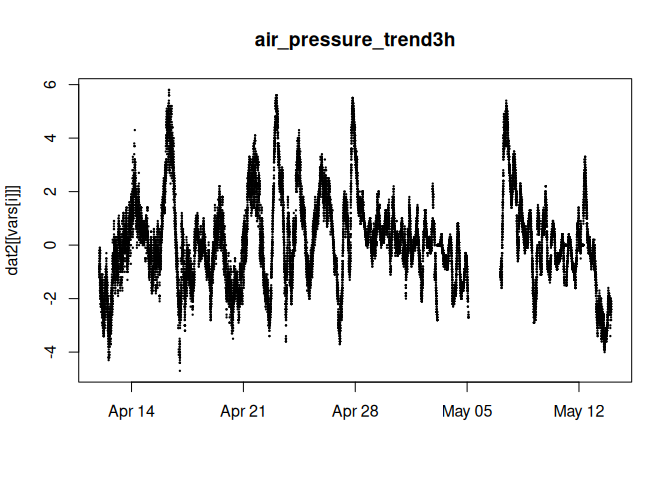 air_pressure_trend3h
dat2[[vars[i]]]
6
4
2
0
-2
-4
Apr 14
Apr 21
Apr 28
May 05
May 12